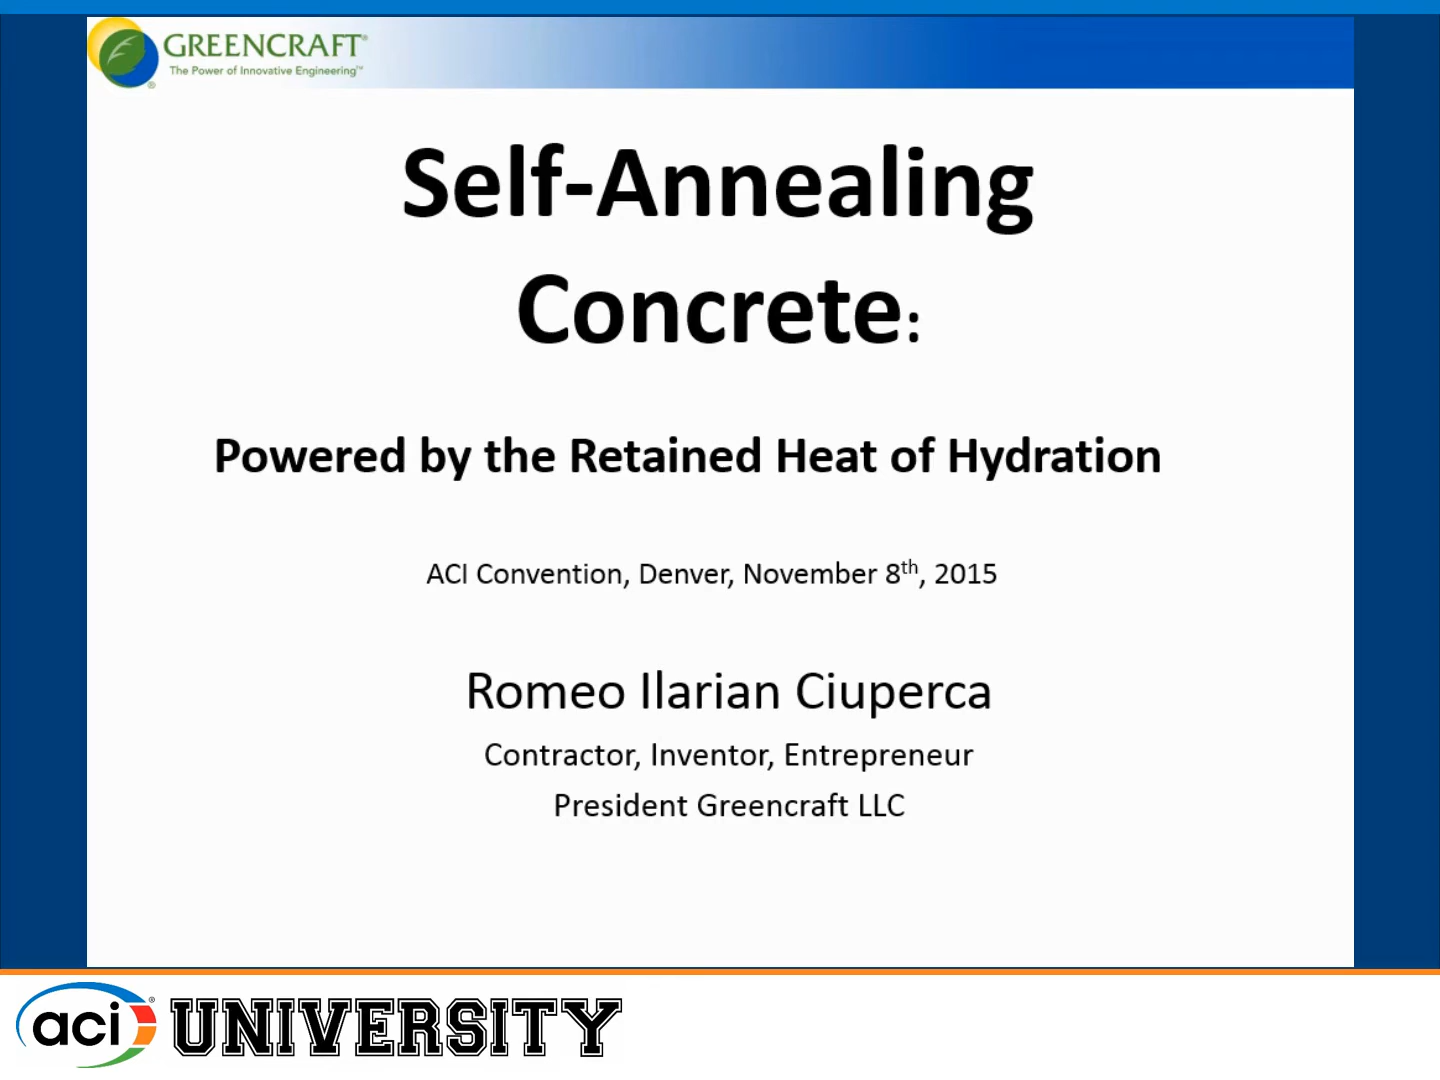 GREENCRAFT®
The Power of Innovative Engineering™
®
Self-Annealing
Concrete:
Powered by the Retained Heat of Hydration
ACI Convention, Denver, November 8th, 2015
Romeo Ilarian Ciuperca
Contractor, Inventor, Entrepreneur
President Greencraft LLC
aci® UNIVERSITY